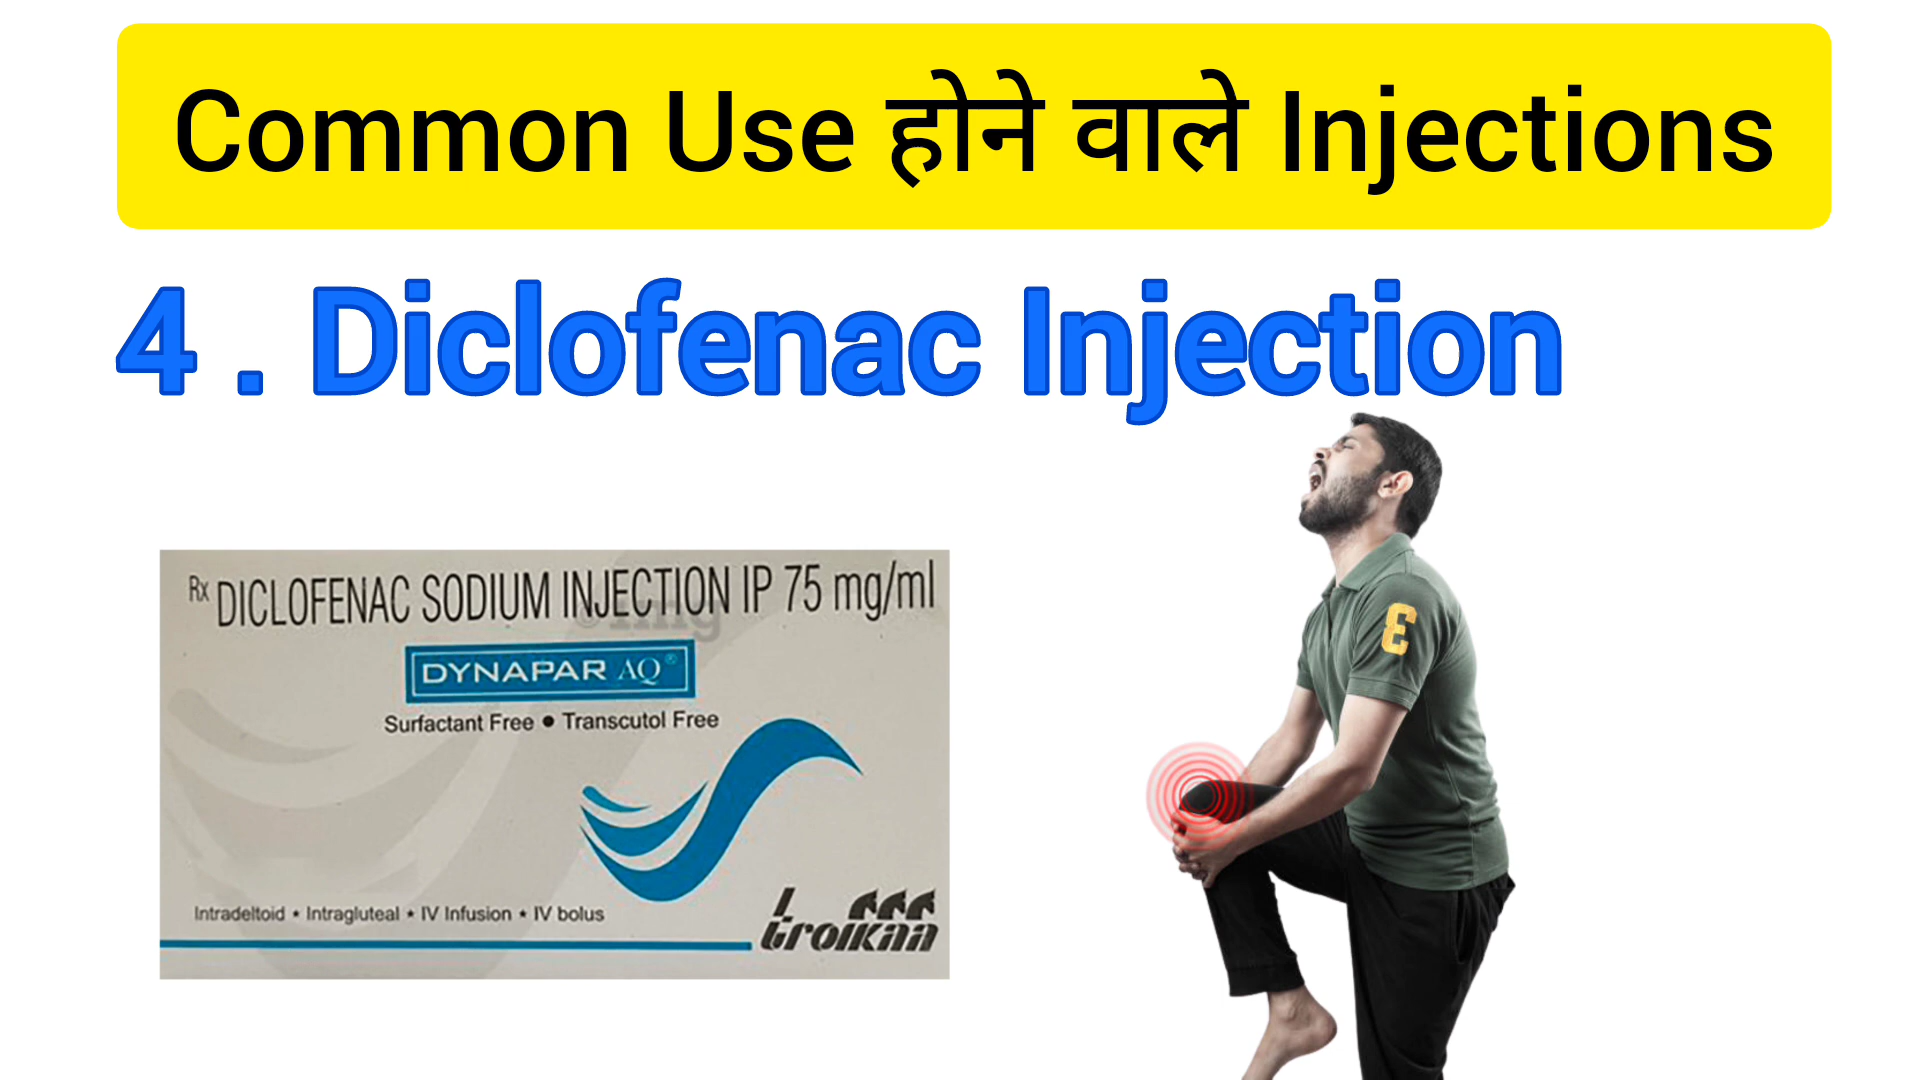 Common Use होने वाले Injections
4 . Diclofenac Injection
Rx DICLOFENAC SODIUM INJECTION IP 75 mg/ml
DYNAPAR AQ®
Surfactant Free • Transcutol Free
Intradeltoid ⋆ Intragluteal ⋆ IV Infusion ⋆ IV bolus
troikaa
3